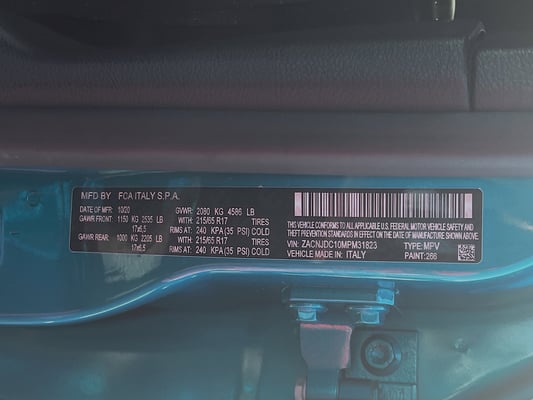 MFD BY FCA ITALY S.P.A.
DATE OF MFR: 10/20 GVWR: 2080 KG 4586 LB
GAWR FRONT: 1150 KG 2535 LB WITH: 215/65 R17 TIRES
17x6,5 RIMS AT: 240 KPA(35 PSI) COLD
GAWR REAR: 1000 KG 2205 LB WITH: 215/65 R17 TIRES
17x6,5 RIMS AT: 240 KPA(35 PSI) COLD
THIS VEHICLE CONFORMS TO ALL APPLICABLE U.S. FEDERAL MOTOR VEHICLE SAFETY AND
THEFT PREVENTION STANDARDS IN EFFECT ON THE DATE OF MANUFACTURE SHOWN ABOVE
VIN: ZACNJDC10MPM31823 TYPE: MPV
VEHICLE MADE IN: ITALY PAINT: 266